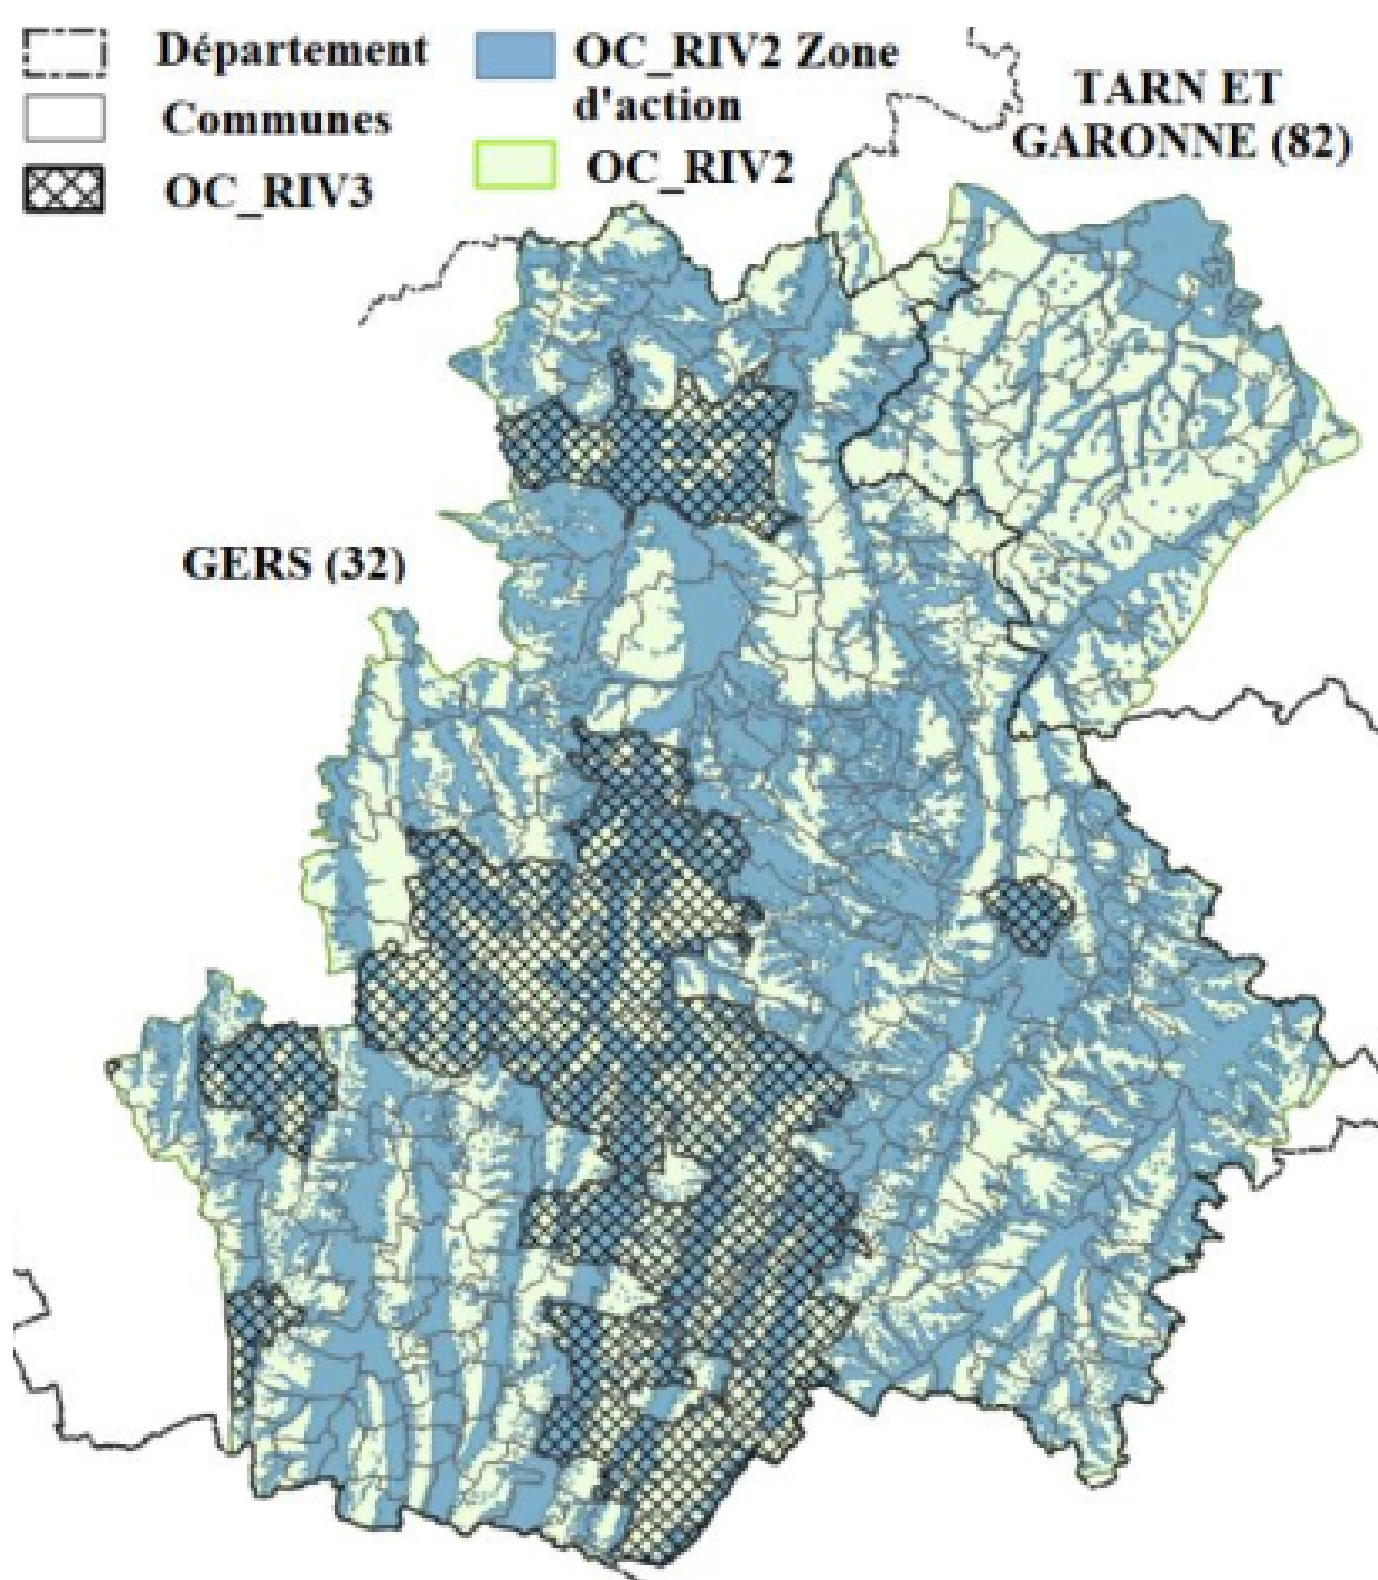 Département
Communes
OC_RIV3
OC_RIV2 Zone
d'action
OC_RIV2
TARN ET
GARONNE (82)
GERS (32)